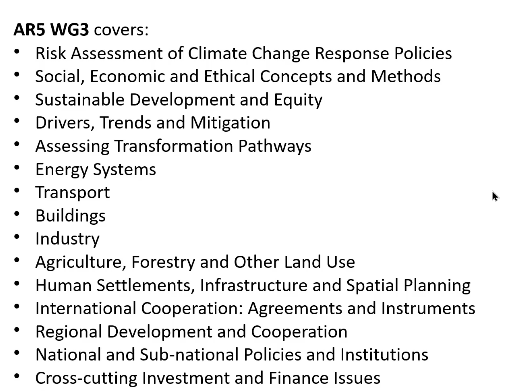 AR5 WG3 covers:
• Risk Assessment of Climate Change Response Policies
• Social, Economic and Ethical Concepts and Methods
• Sustainable Development and Equity
• Drivers, Trends and Mitigation
• Assessing Transformation Pathways
• Energy Systems
• Transport
• Buildings
• Industry
• Agriculture, Forestry and Other Land Use
• Human Settlements, Infrastructure and Spatial Planning
• International Cooperation: Agreements and Instruments
• Regional Development and Cooperation
• National and Sub-national Policies and Institutions
• Cross-cutting Investment and Finance Issues